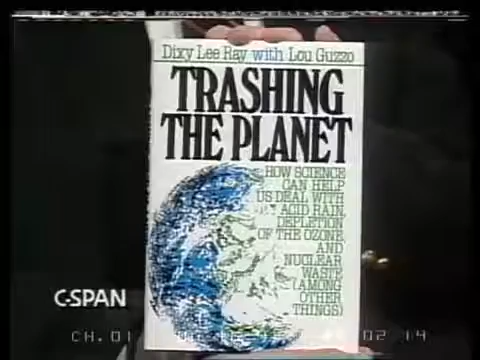 Dixy Lee Ray with Lou Guzzo
TRASHING
THE PLANET
HOW SCIENCE
CAN HELP
US DEAL WITH
ACID RAIN,
DEPLETION
OF THE OZONE,
AND
NUCLEAR
WASTE
(AMONG
OTHER
THINGS)
C-SPAN
CH.01
02 19